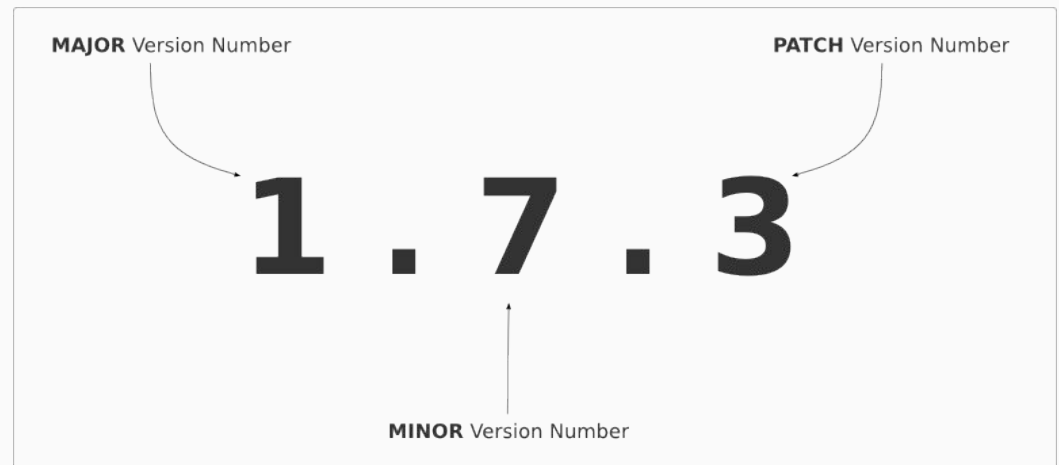 MAJOR Version Number
PATCH Version Number
1 . 7 . 3
MINOR Version Number